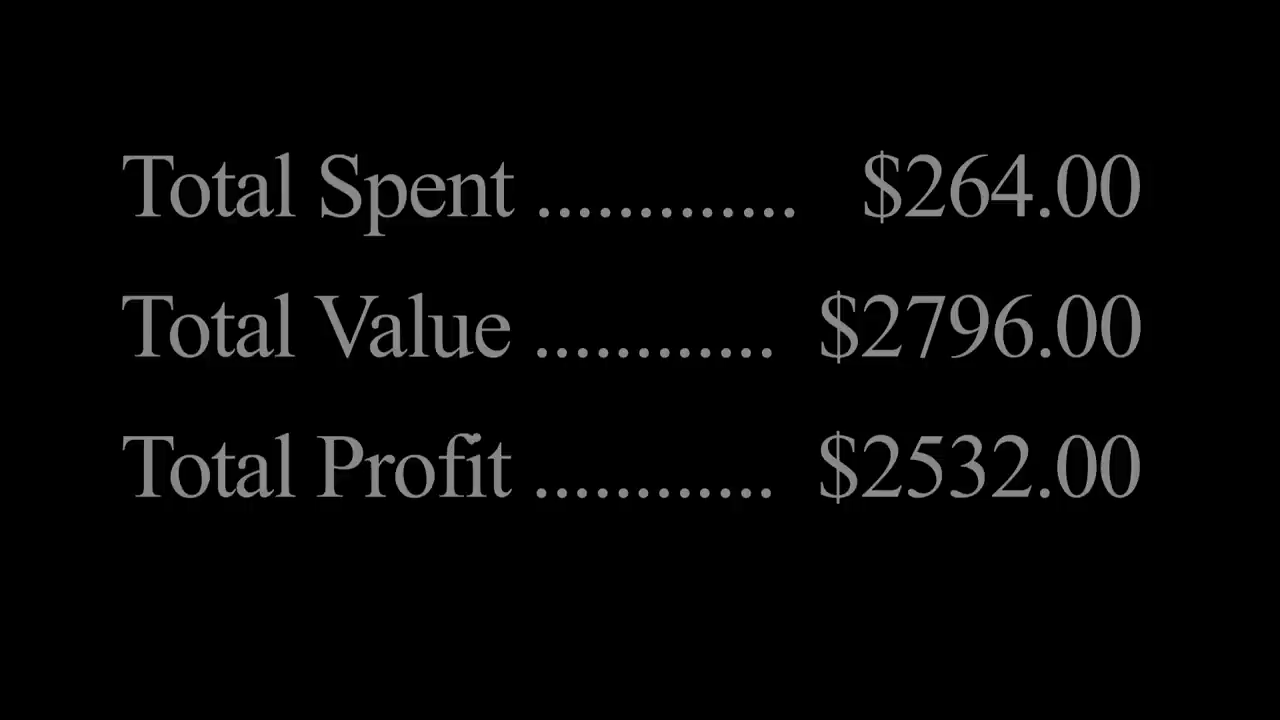 Total Spent ............. $264.00
Total Value ............ $2796.00
Total Profit ............ $2532.00